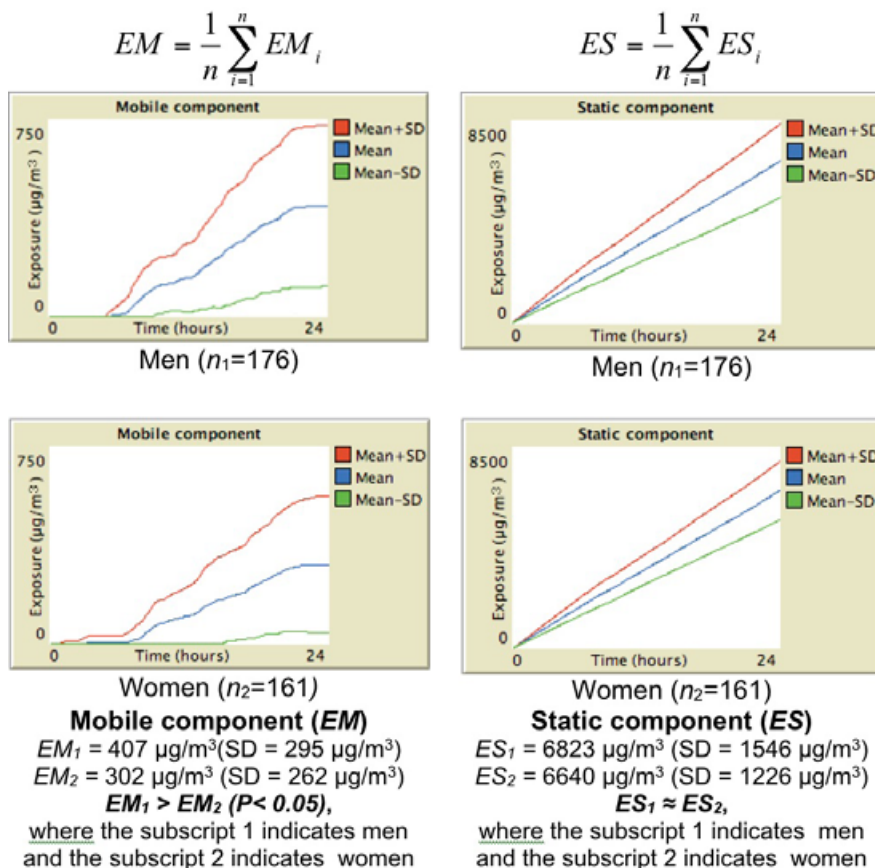 EM = 1/n ∑ i=1 n EM i
ES = 1/n ∑ i=1 n ES i
Mobile component
750
Exposure (µg/m³)
0
0
Time (hours)
24
Mean+SD
Mean
Mean-SD
Men (n₁=176)
Static component
8500
Exposure (µg/m³)
0
0
Time (hours)
24
Mean+SD
Mean
Mean-SD
Men (n₁=176)
Mobile component
750
Exposure (µg/m³)
0
0
Time (hours)
24
Mean+SD
Mean
Mean-SD
Women (n₂=161)
Static component
8500
Exposure (µg/m³)
0
0
Time (hours)
24
Mean+SD
Mean
Mean-SD
Women (n₂=161)
Mobile component (EM)
EM₁ = 407 µg/m³(SD = 295 µg/m³)
EM₂ = 302 µg/m³ (SD = 262 µg/m³)
EM₁ > EM₂ (P< 0.05),
where the subscript 1 indicates men
and the subscript 2 indicates women
Static component (ES)
ES₁ = 6823 µg/m³ (SD = 1546 µg/m³)
ES₂ = 6640 µg/m³ (SD = 1226 µg/m³)
ES₁ ≈ ES₂,
where the subscript 1 indicates men
and the subscript 2 indicates women